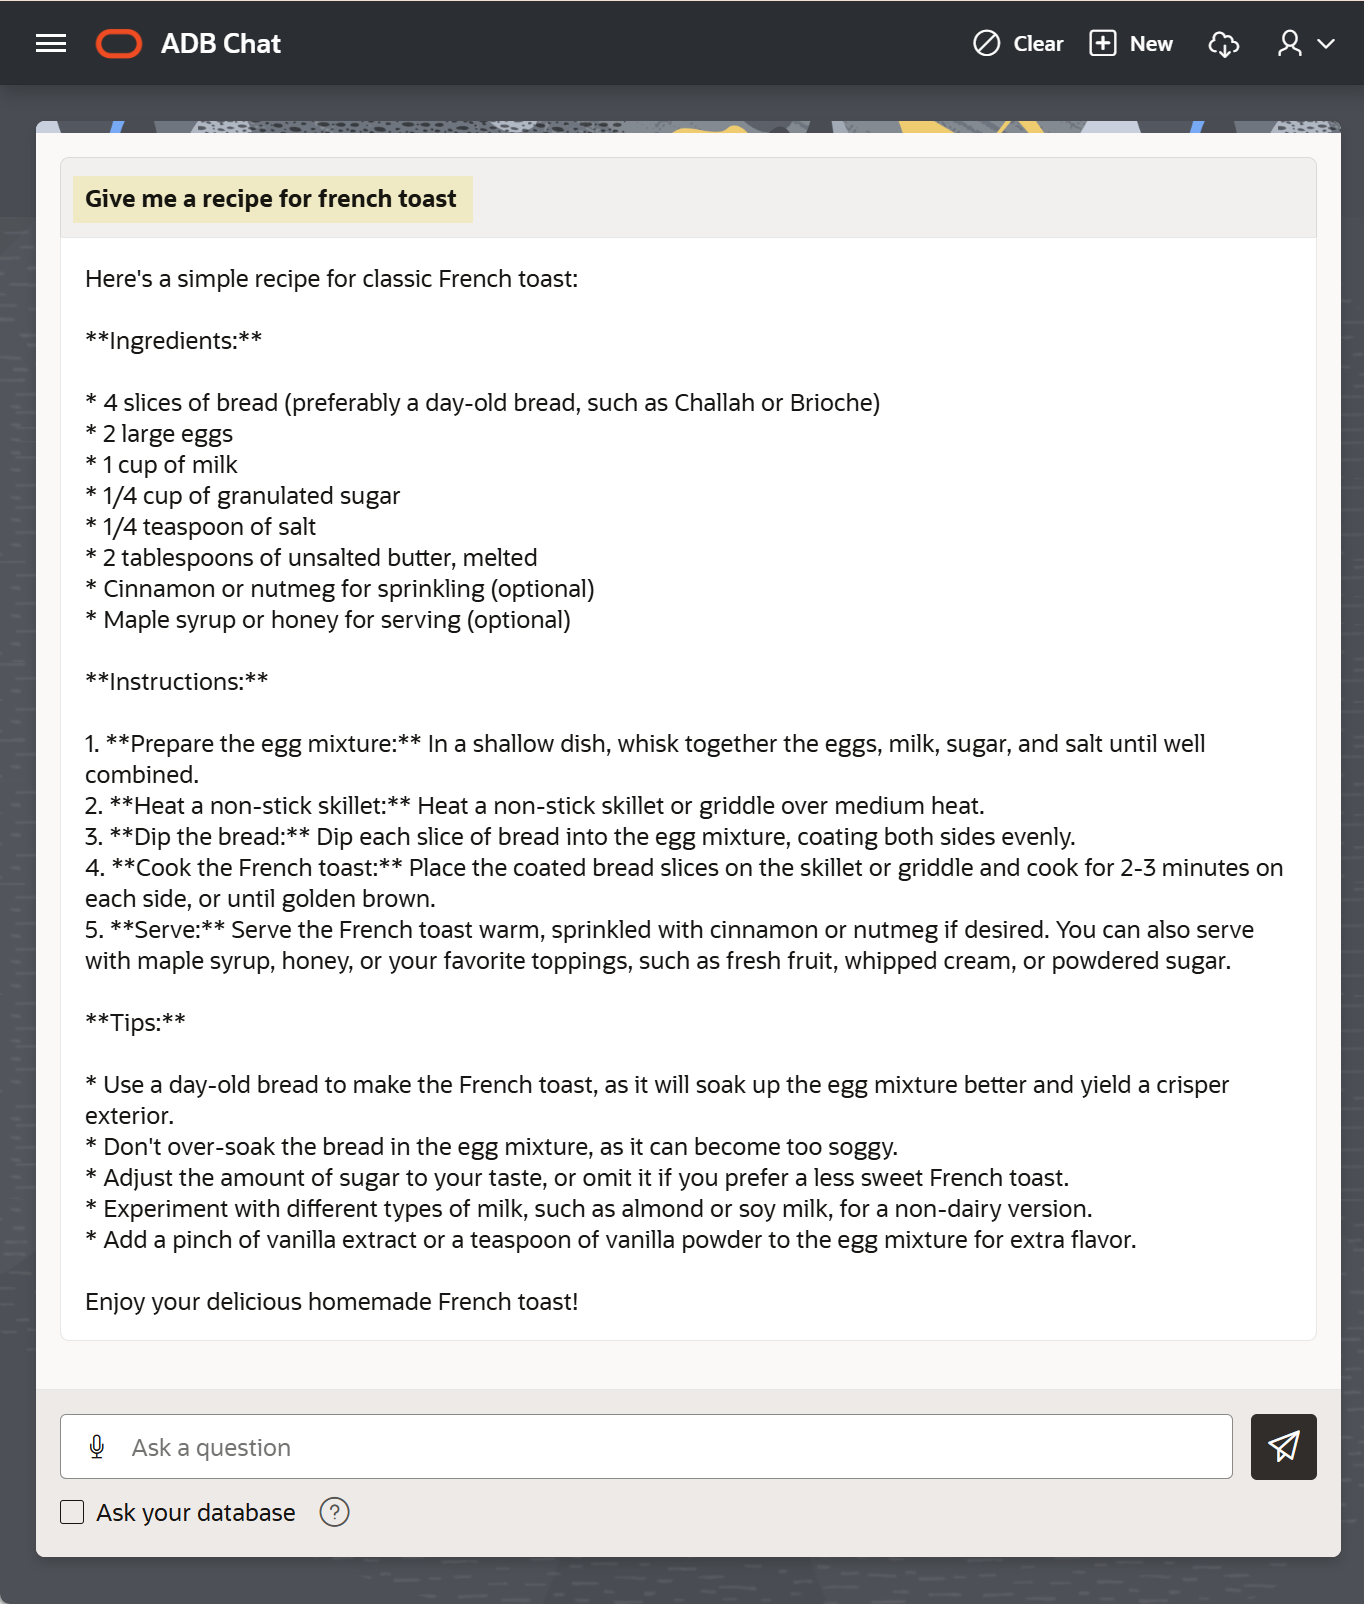 ADB Chat
Clear
New
Give me a recipe for french toast
Here's a simple recipe for classic French toast:
**Ingredients:**
* 4 slices of bread (preferably a day-old bread, such as Challah or Brioche)
* 2 large eggs
* 1 cup of milk
* 1/4 cup of granulated sugar
* 1/4 teaspoon of salt
* 2 tablespoons of unsalted butter, melted
* Cinnamon or nutmeg for sprinkling (optional)
* Maple syrup or honey for serving (optional)
**Instructions:**
1. **Prepare the egg mixture:** In a shallow dish, whisk together the eggs, milk, sugar, and salt until well
combined.
2. **Heat a non-stick skillet:** Heat a non-stick skillet or griddle over medium heat.
3. **Dip the bread:** Dip each slice of bread into the egg mixture, coating both sides evenly.
4. **Cook the French toast:** Place the coated bread slices on the skillet or griddle and cook for 2-3 minutes on
each side, or until golden brown.
5. **Serve:** Serve the French toast warm, sprinkled with cinnamon or nutmeg if desired. You can also serve
with maple syrup, honey, or your favorite toppings, such as fresh fruit, whipped cream, or powdered sugar.
**Tips:**
* Use a day-old bread to make the French toast, as it will soak up the egg mixture better and yield a crisper
exterior.
* Don't over-soak the bread in the egg mixture, as it can become too soggy.
* Adjust the amount of sugar to your taste, or omit it if you prefer a less sweet French toast.
* Experiment with different types of milk, such as almond or soy milk, for a non-dairy version.
* Add a pinch of vanilla extract or a teaspoon of vanilla powder to the egg mixture for extra flavor.
Enjoy your delicious homemade French toast!
Ask a question
Ask your database
?